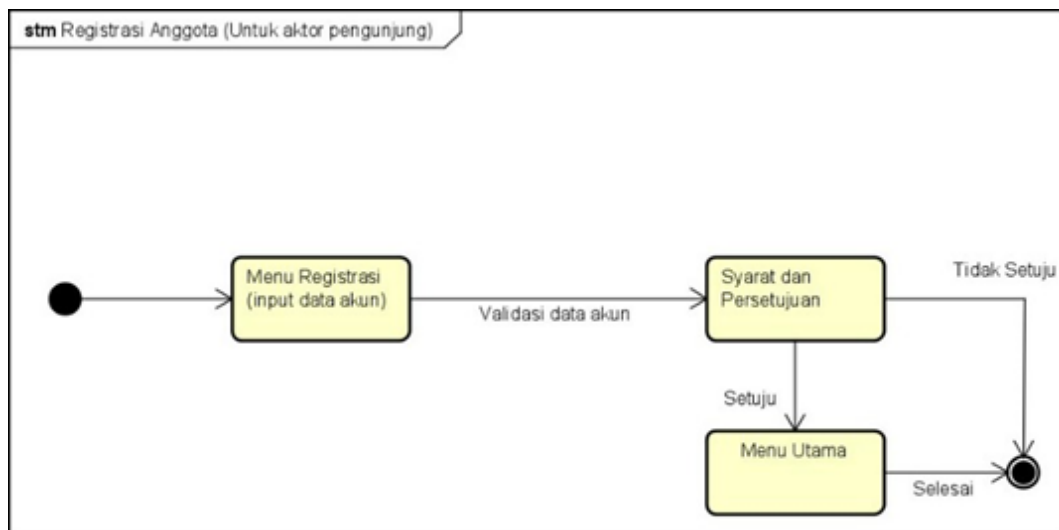 stm Registrasi Anggota (Untuk aktor pengunjung)
Menu Registrasi
(input data akun)
Validasi data akun
Syarat dan
Persetujuan
Tidak Setuju
Setuju
Menu Utama
Selesai